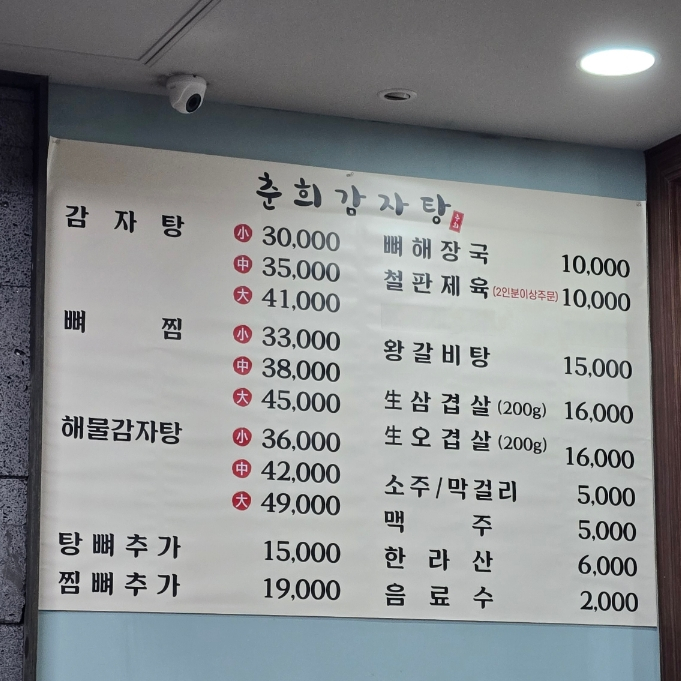 춘희감자탕
춘희
감자탕 小 30,000
中 35,000
大 41,000
뼈찜 小 33,000
中 38,000
大 45,000
해물감자탕 小 36,000
中 42,000
大 49,000
탕뼈추가 15,000
찜뼈추가 19,000
뼈해장국 10,000
철판제육(2인분이상주문) 10,000
왕갈비탕 15,000
生삼겹살(200g) 16,000
生오겹살(200g) 16,000
소주/막걸리 5,000
맥주 5,000
한라산 6,000
음료수 2,000